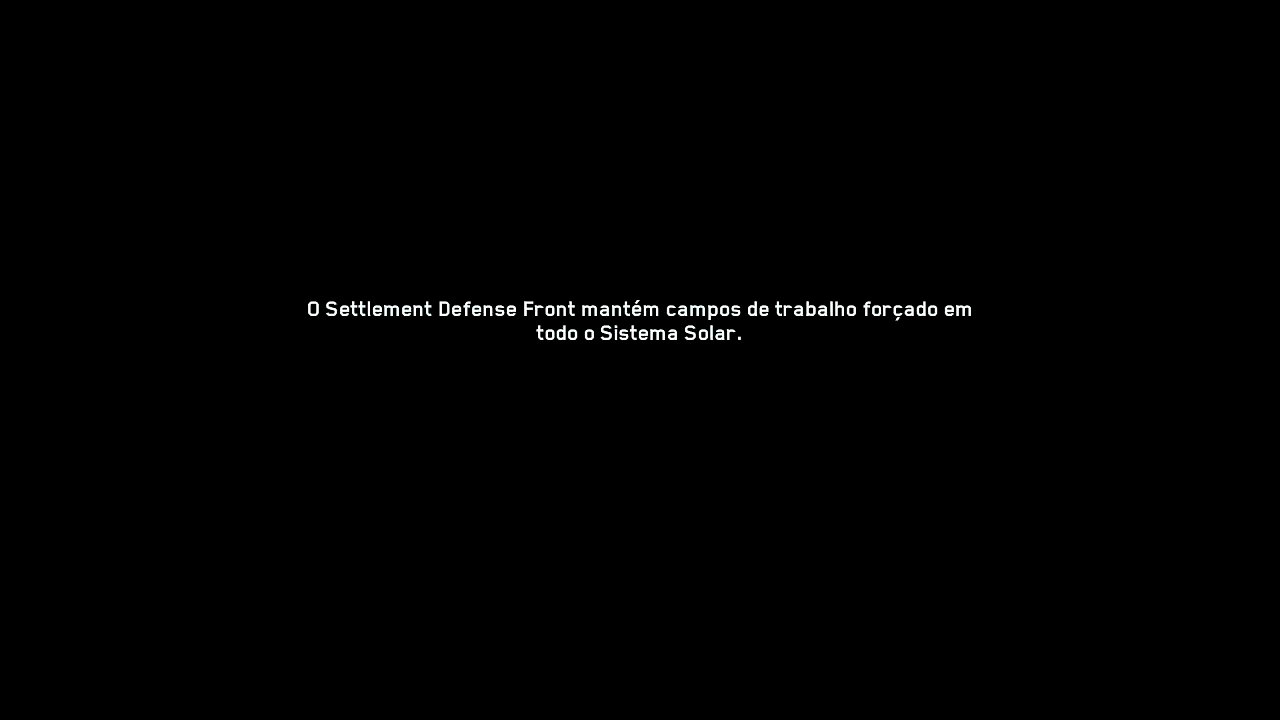 O Settlement Defense Front mantém campos de trabalho forçado em
todo o Sistema Solar.